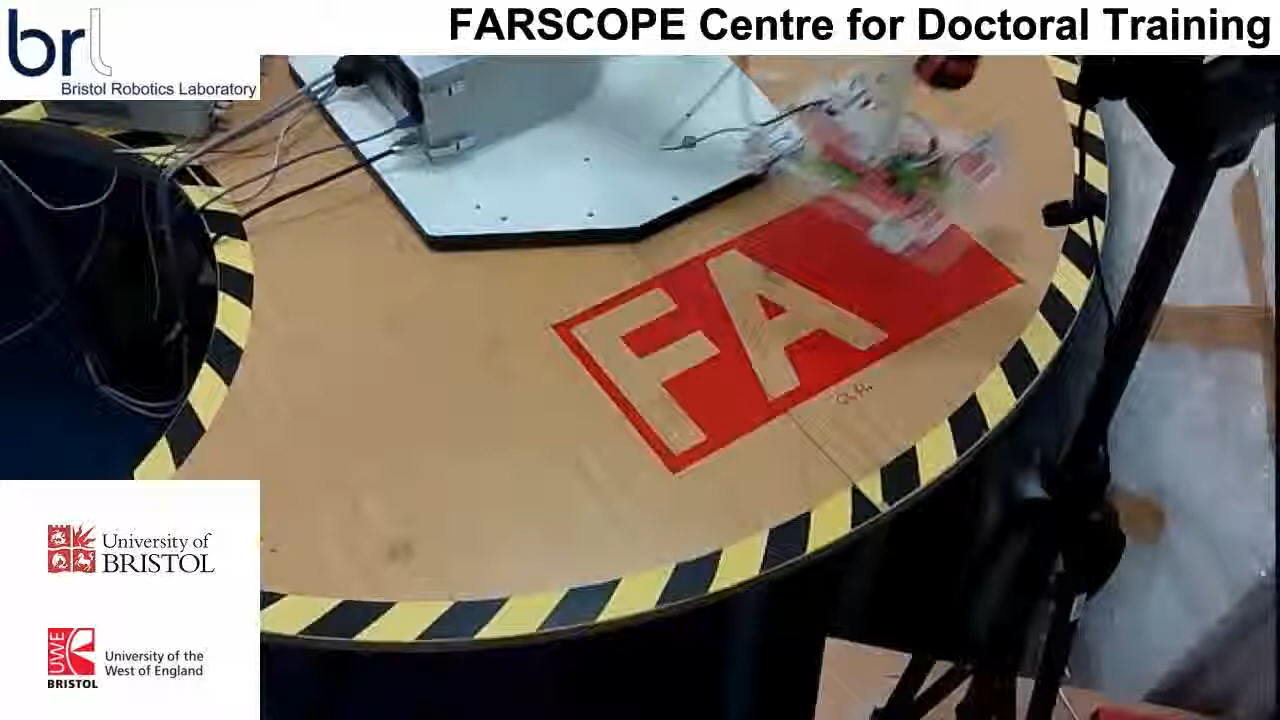 FARSCOPE Centre for Doctoral Training
brl
Bristol Robotics Laboratory
FA
University of
BRISTOL
UWE
BRISTOL
University of the
West of England